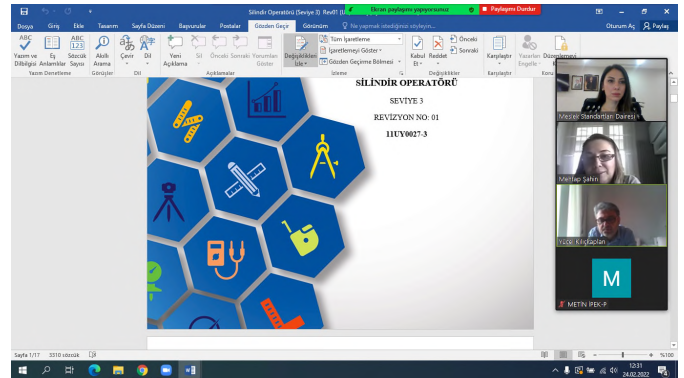 Silindir Operatörü (Seviye 3) Rev01
Ekran paylaşımı yapıyorsunuz
Paylaşımı Durdur
Dosya Giriş Ekle Tasarım Sayfa Düzeni Başvurular Postalar Gözden Geçir Görünüm Ne yapmak istediğinizi söyleyin... Oturum Aç Paylaş
Yazım ve Dilbilgisi
Eş Anlamlılar
Sözcük Sayısı
Akıllı Arama
Çevir
Dil
Yeni Açıklama
Sil
Önceki
Sonraki
Yorumları Göster
Değişiklikleri İzle
Tüm İşaretleme
İşaretlemeyi Göster
Gözden Geçirme Bölmesi
Kabul Et
Reddet
Önceki
Sonraki
Karşılaştır
Yazarları Engelle
Düzenlemeyi
Yazım Denetleme Görüşler Dil Açıklamalar İzleme Değişiklikler Karşılaştır Koru
SİLİNDİR OPERATÖRÜ
SEVİYE 3
REVİZYON NO: 01
11UY0027-3
Meslek Standartları Dairesi
Mehtap Şahin
Yücel Kılıçkaplan
M
METİN İPEK-P
Sayfa 1/17 3310 sözcük
%100
12:31
24.02.2022